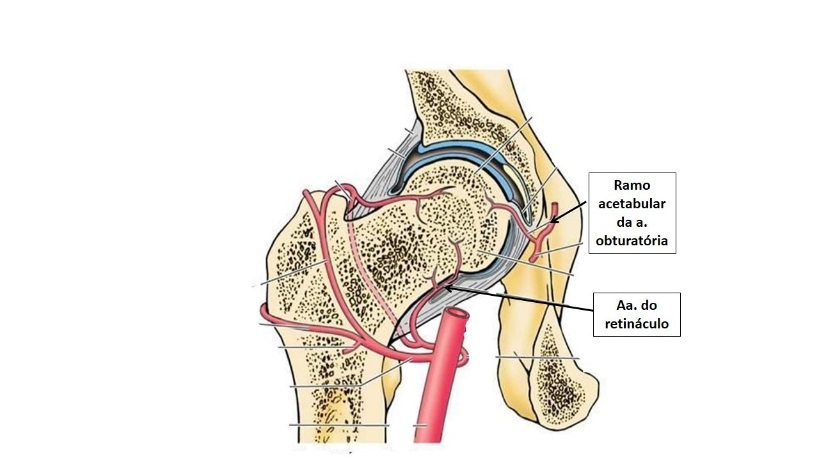 Ramo
acetabular
da a.
obturatória
Aa. do
retináculo